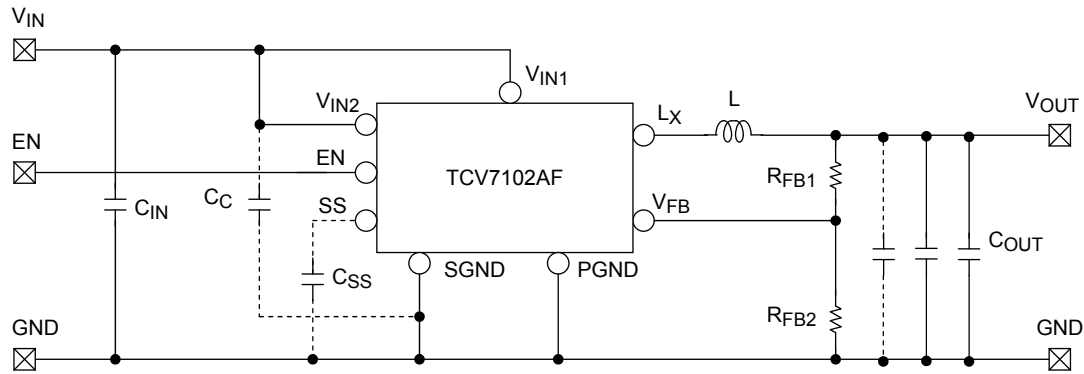 VIN
VIN1
VIN2
LX
L
VOUT
EN
EN
TCV7102AF
RFB1
CIN
CC
SS
VFB
COUT
CSS
SGND
PGND
RFB2
GND
GND